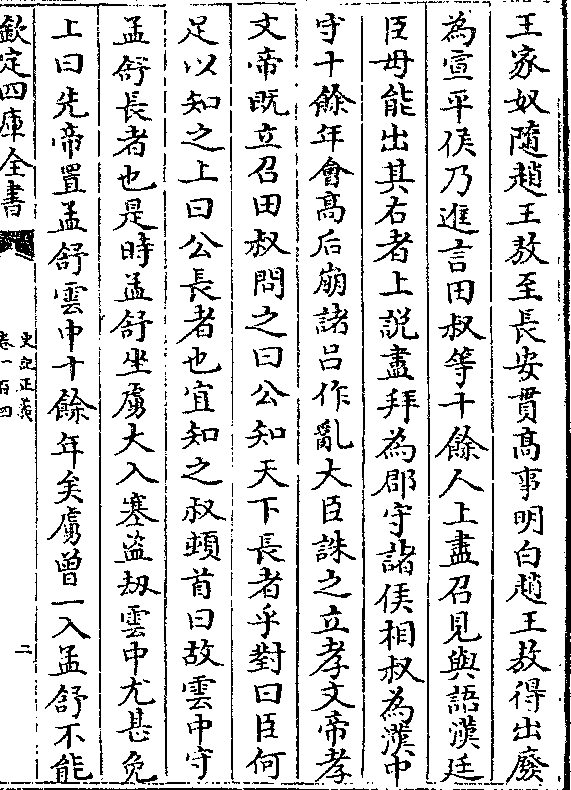 王家奴隨趙王敖至長安貫髙事明白趙王敖得出廢
為宣平侯乃進言田叔等十餘人上盡召見與語漢廷
臣毋能出其右者上説盡拜為郡守諸侯相叔為漢中
守十餘年會髙后崩諸吕作亂大臣誅之立孝文帝孝
文帝既立召田叔問之曰公知天下長者乎對曰臣何
足以知之上曰公長者也宜知之叔頓首曰故雲中守
孟舒長者也是時孟舒坐虜大入塞盗刼雲中尤甚免
上曰先帝置孟舒雲中十餘年矣虜曾一入孟舒不能
欽定四庫全書
史記正義
卷一百四
二